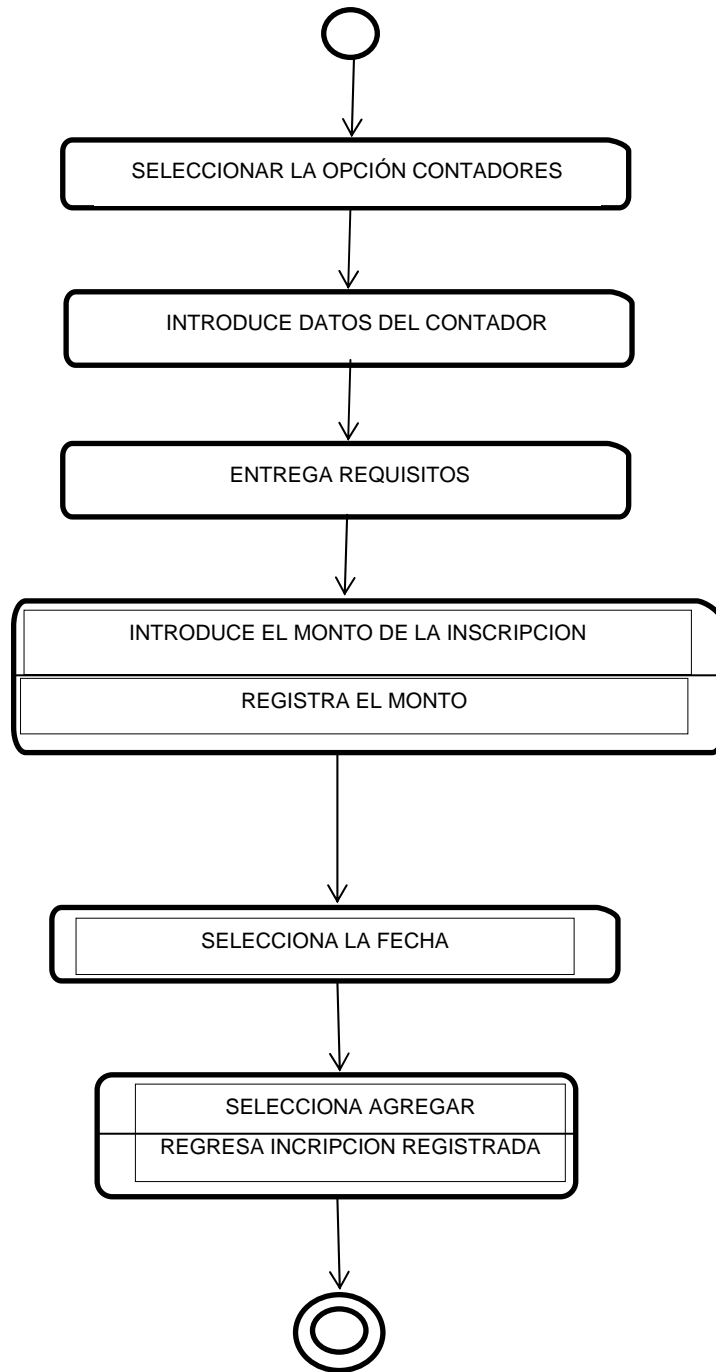 SELECCIONAR LA OPCIÓN CONTADORES
INTRODUCE DATOS DEL CONTADOR
ENTREGA REQUISITOS
INTRODUCE EL MONTO DE LA INSCRIPCION
REGISTRA EL MONTO
SELECCIONA LA FECHA
SELECCIONA AGREGAR
REGRESA INCRIPCION REGISTRADA